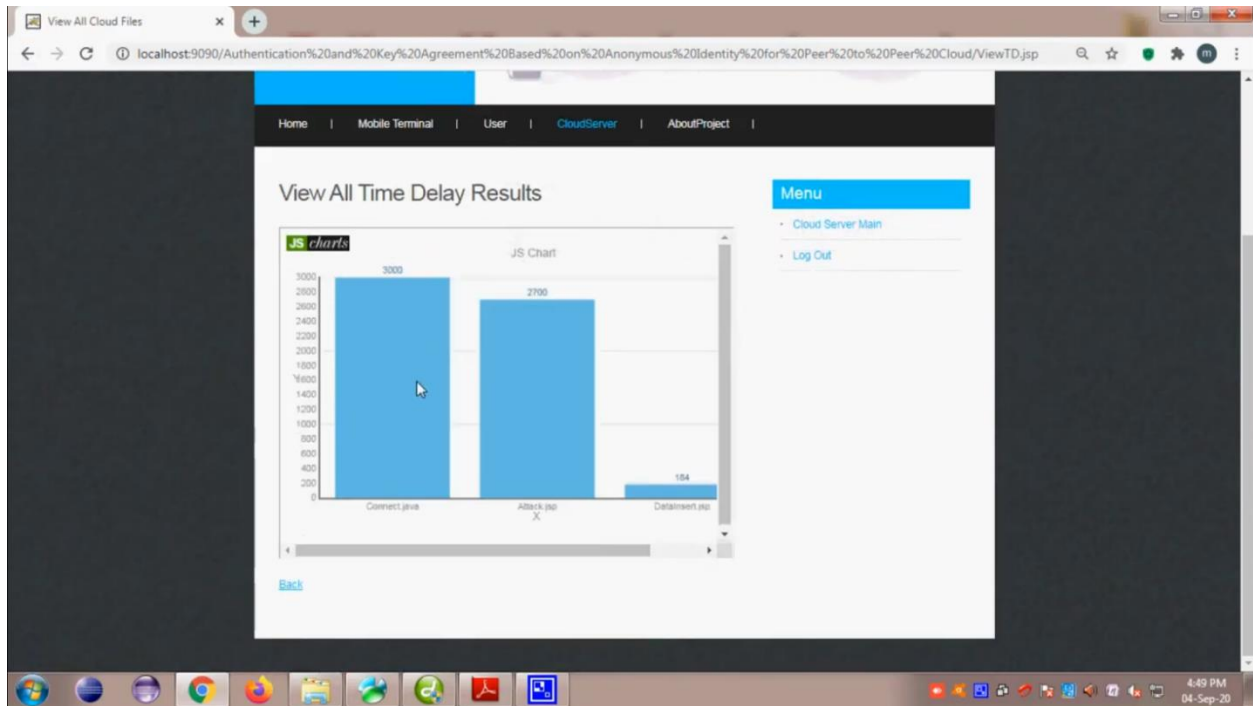 View All Cloud Files
localhost:9090/Authentication%20and%20Key%20Agreement%20Based%20on%20Anonymous%20Identity%20for%20Peer%20to%20Peer%20Cloud/ViewTD.jsp
m
Home | Mobile Terminal | User | CloudServer | AboutProject |
View All Time Delay Results
Menu
Cloud Server Main
Log Out
JS charts
JS Chart
3000
2700
184
3000
2800
2600
2400
2200
2000
1800
Y
1600
1400
1200
1000
800
600
400
200
0
Connect.java Attack.jsp DataInsert.jsp
X
Back
4:49 PM
04-Sep-20